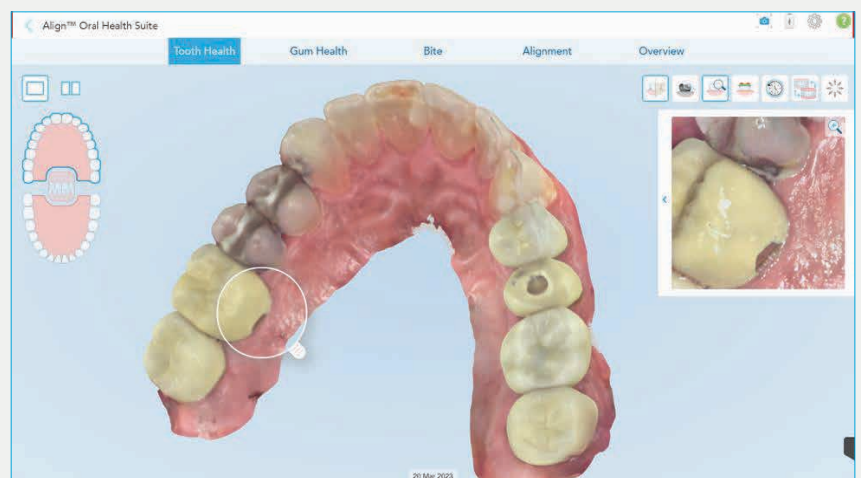 Align™ Oral Health Suite
Tooth Health
Gum Health
Bite
Alignment
Overview
20 Mar 2023